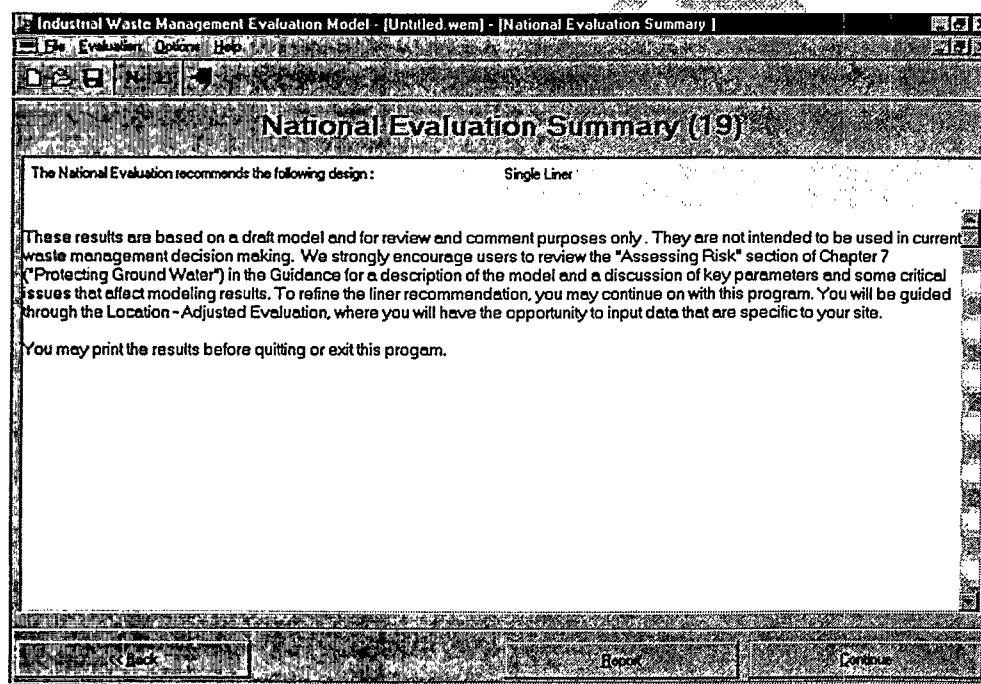 Industrial Waste Management Evaluation Model - [Untitled.wem] - [National Evaluation Summary ]
File Evaluation Options Help
National Evaluation Summary (19)
The National Evaluation recommends the following design : Single Liner
These results are based on a draft model and for review and comment purposes only . They are not intended to be used in current
waste management decision making. We strongly encourage users to review the "Assessing Risk" section of Chapter 7
("Protecting Ground Water") in the Guidance for a description of the model and a discussion of key parameters and some critical
issues that affect modeling results. To refine the liner recommendation, you may continue on with this program. You will be guided
through the Location - Adjusted Evaluation, where you will have the opportunity to input data that are specific to your site.
You may print the results before quitting or exit this progam.
<< Back Report Continue